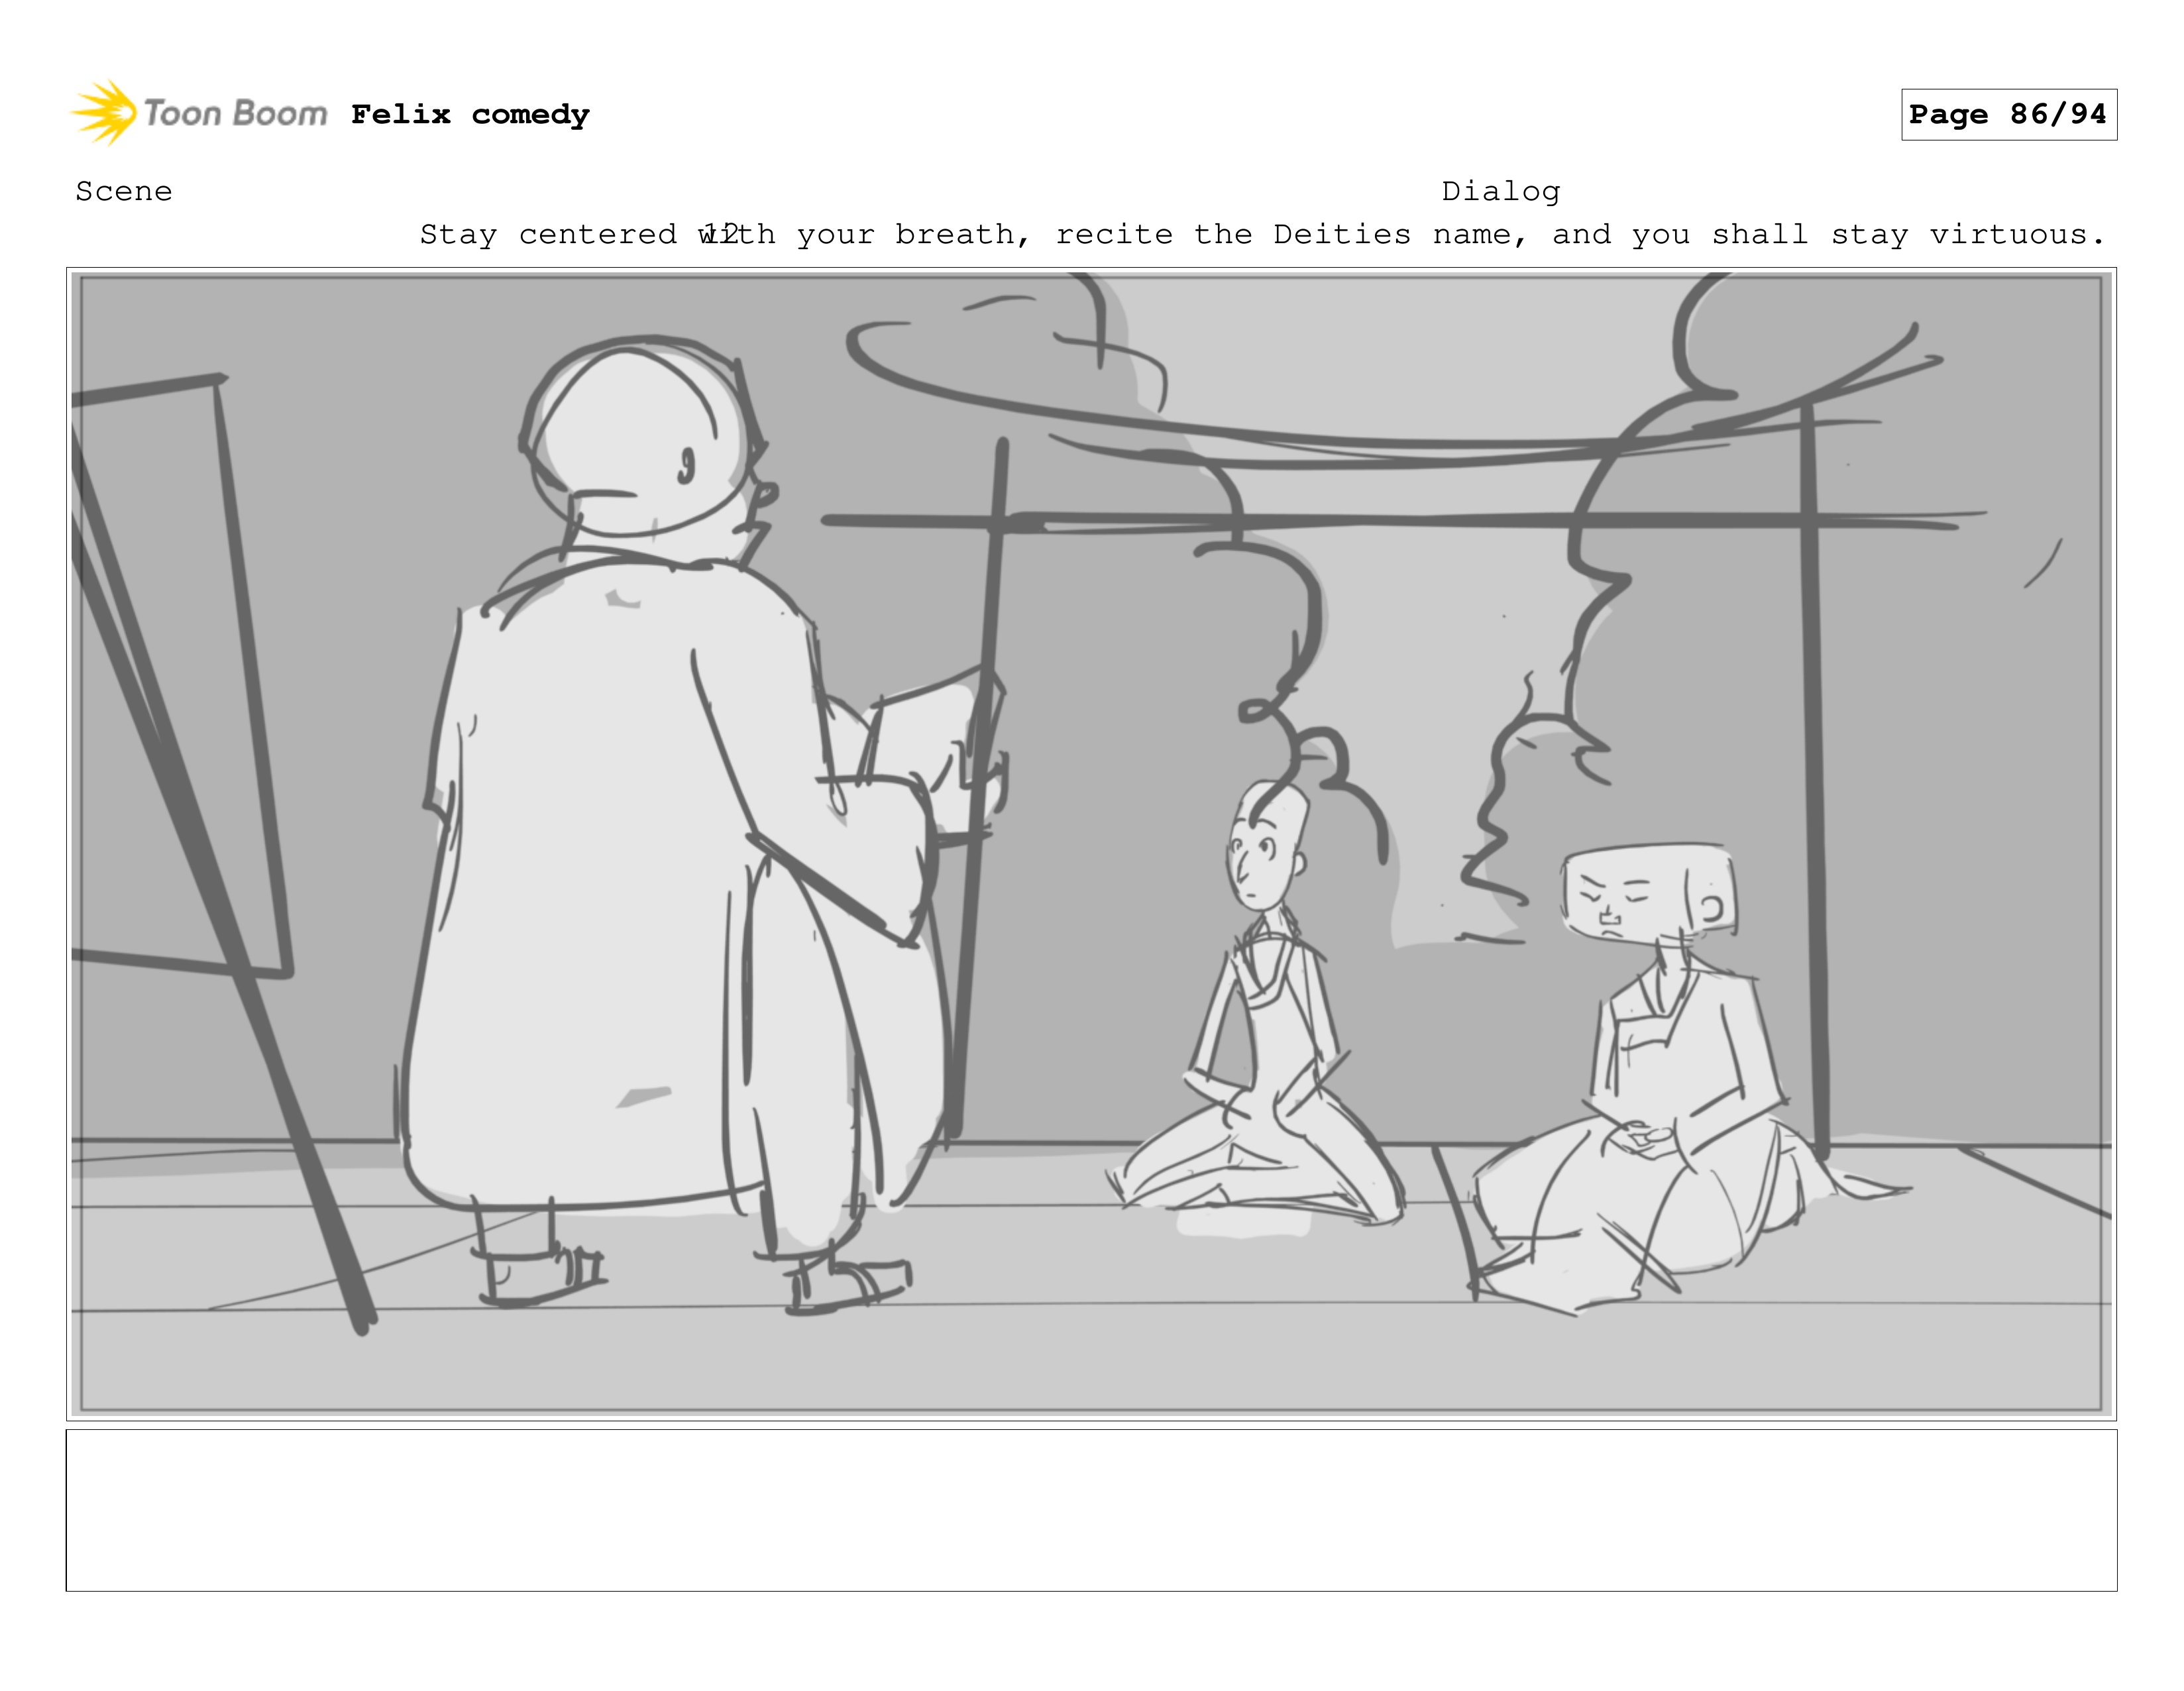 Toon Boom Felix comedy Page 86/94
Scene Dialog
12 Stay centered with your breath, recite the Deities name, and you shall stay virtuous.